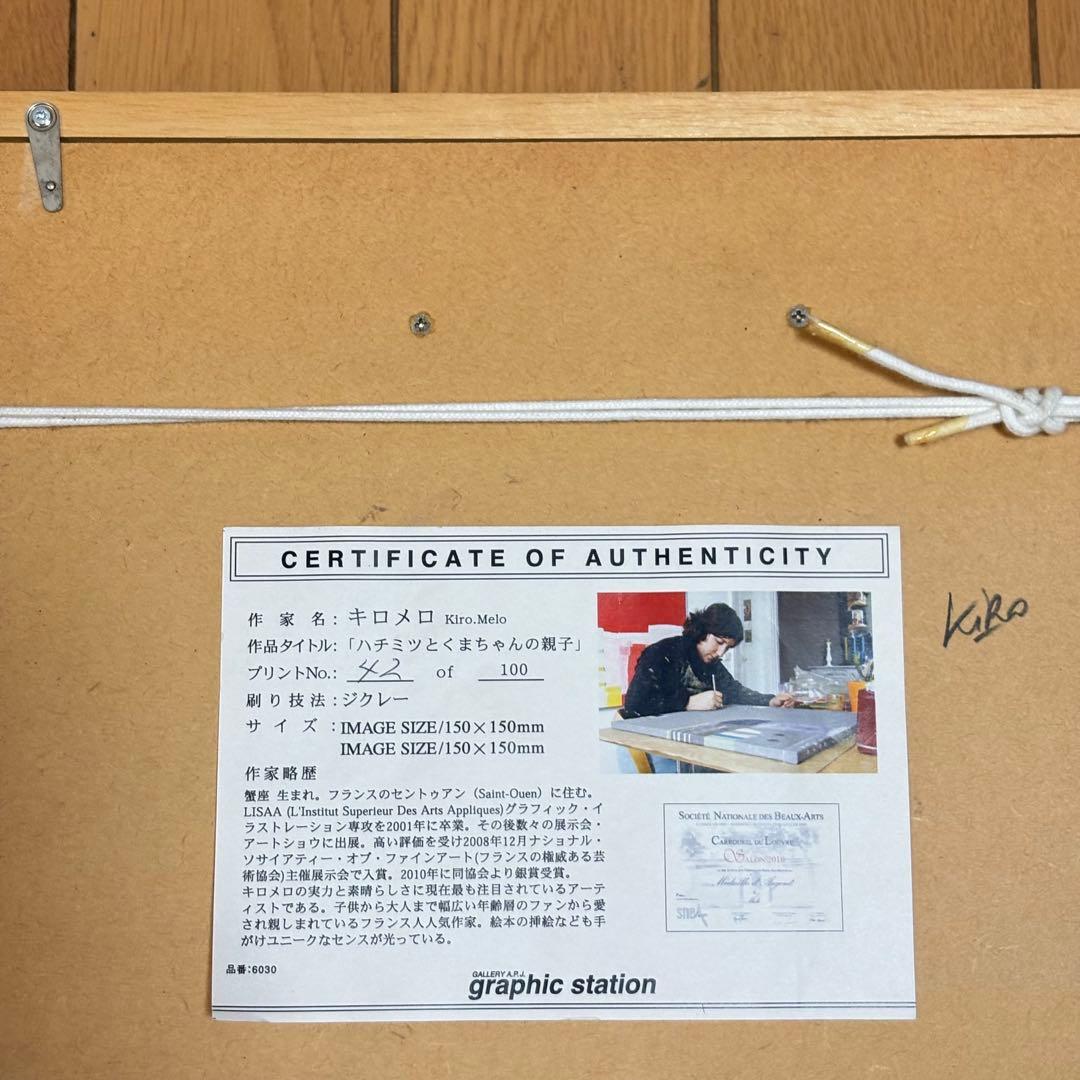 CERTIFICATE OF AUTHENTICITY
作家名：キロメロ Kiro.Melo
作品タイトル：「ハチミツとくまちゃんの親子」
プリントNo.： 42 of 100
刷り技法：ジクレー
サイズ：IMAGE SIZE/150×150mm
IMAGE SIZE/150×150mm
作家略歴
蟹座 生まれ。フランスのセントゥアン（Saint-Ouen）に住む。
LISAA (L'Institut Superieur Des Arts Appliques)グラフィック・イ
ラストレーション専攻を2001年に卒業。その後数々の展示会・
アートショウに出展。高い評価を受け2008年12月ナショナル・
ソサイアティー・オブ・ファインアート(フランスの権威ある芸
術協会)主催展示会で入賞。2010年に同協会より銀賞受賞。
キロメロの実力と素晴らしさに現在最も注目されているアーテ
ィストである。子供から大人まで幅広い年齢層のファンから愛
され親しまれているフランス人人気作家。絵本の挿絵なども手
がけユニークなセンスが光っている。
品番：6030
GALLERY A.P.J.
graphic station
KiRo
SOCIÉTÉ NATIONALE DES BEAUX-ARTS
CARROUSEL DU LOUVRE
SALON 2010
Médaille d'Argent
SNBA